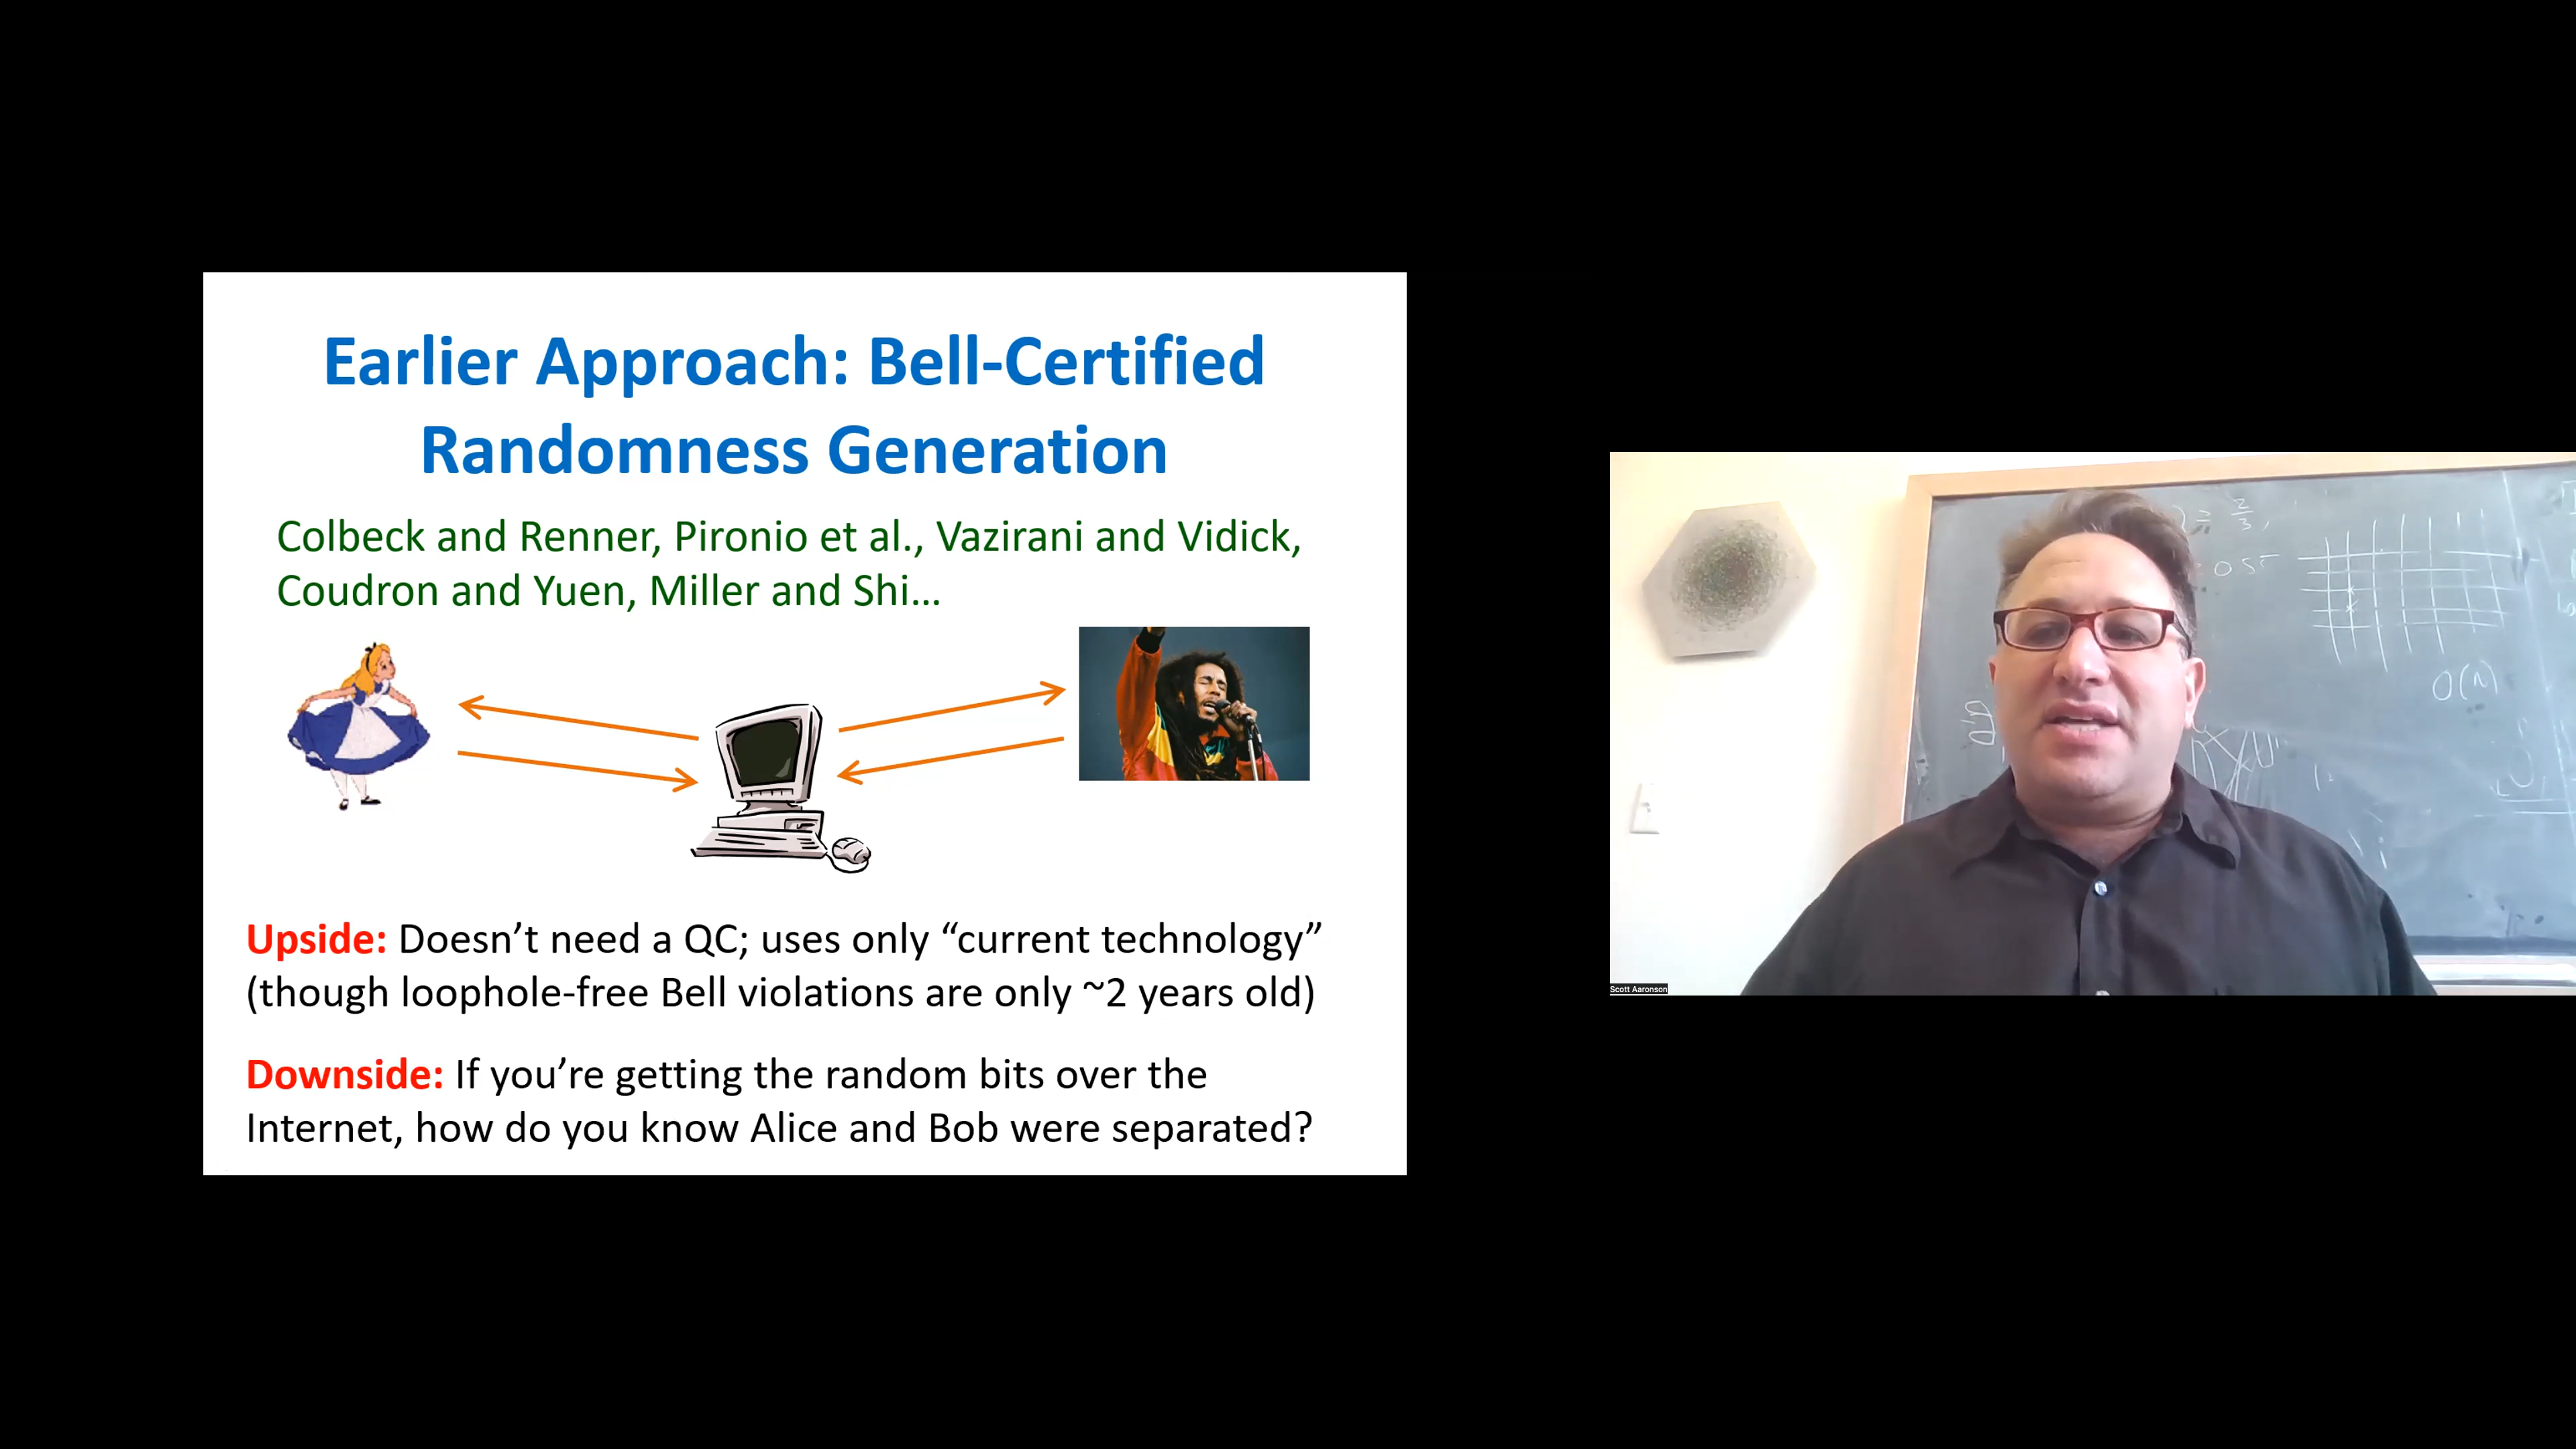 Earlier Approach: Bell-Certified
Randomness Generation
Colbeck and Renner, Pironio et al., Vazirani and Vidick,
Coudron and Yuen, Miller and Shi…
Upside: Doesn’t need a QC; uses only “current technology”
(though loophole-free Bell violations are only ~2 years old)
Downside: If you’re getting the random bits over the
Internet, how do you know Alice and Bob were separated?
2
3,
O(n)
Scott Aaronson